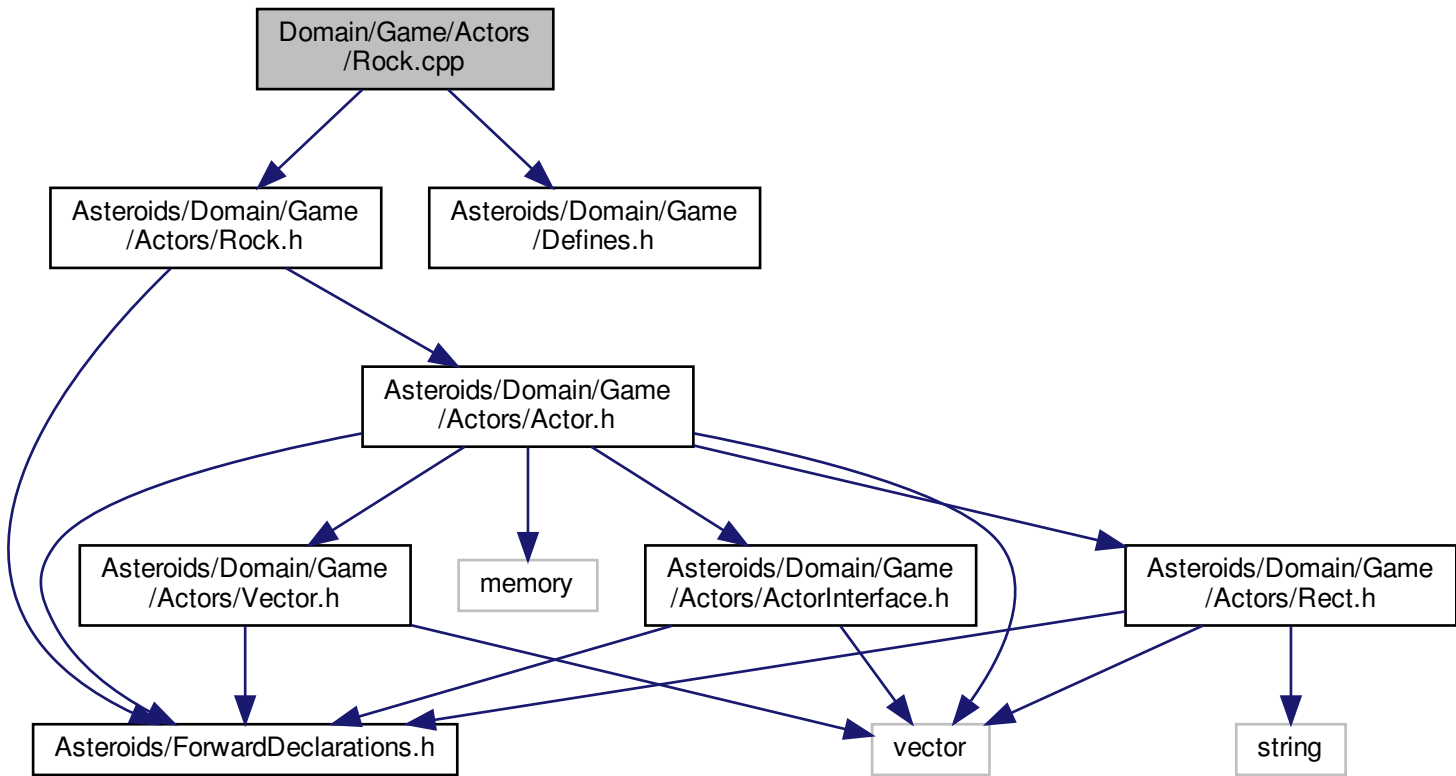 Domain/Game/Actors
/Rock.cpp
Asteroids/Domain/Game
/Actors/Rock.h
Asteroids/Domain/Game
/Defines.h
Asteroids/Domain/Game
/Actors/Actor.h
Asteroids/Domain/Game
/Actors/Vector.h
memory
Asteroids/Domain/Game
/Actors/ActorInterface.h
Asteroids/Domain/Game
/Actors/Rect.h
Asteroids/ForwardDeclarations.h
vector
string